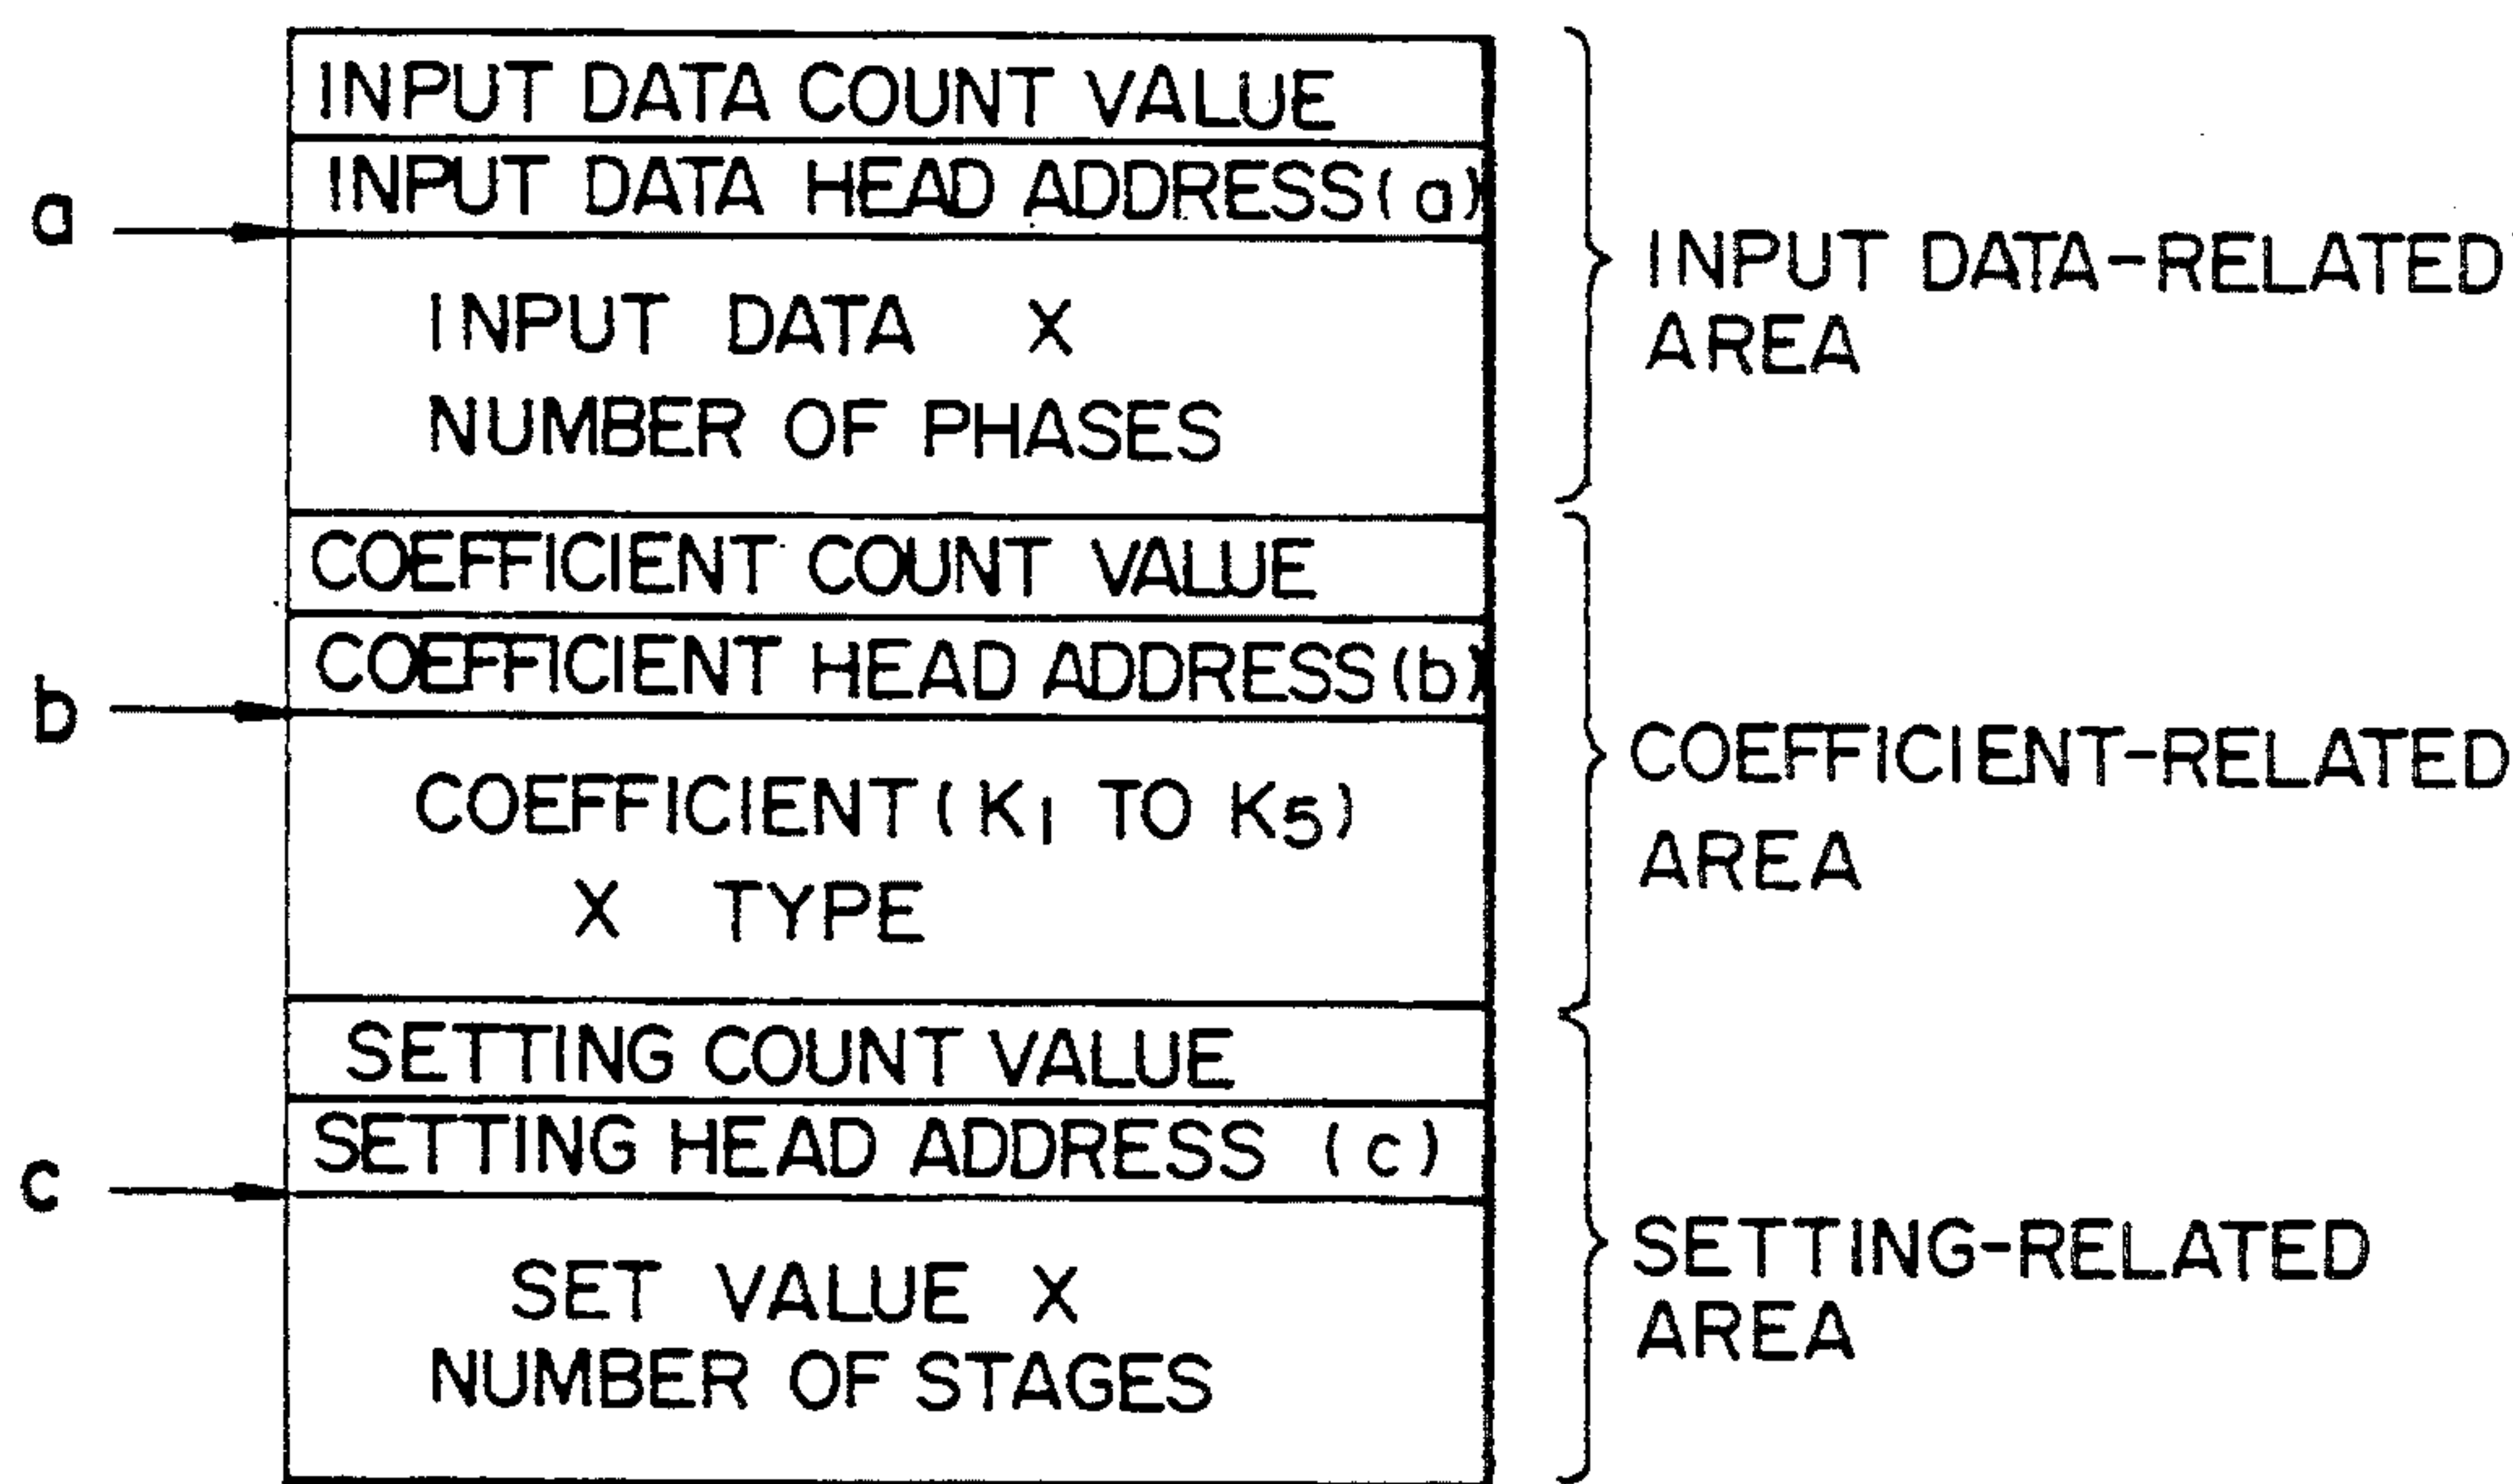 INPUT DATA COUNT VALUE
a
INPUT DATA HEAD ADDRESS (a)
INPUT DATA X
NUMBER OF PHASES
INPUT DATA-RELATED
AREA
COEFFICIENT COUNT VALUE
b
COEFFICIENT HEAD ADDRESS (b)
COEFFICIENT (K1 TO K5)
X TYPE
COEFFICIENT-RELATED
AREA
SETTING COUNT VALUE
c
SETTING HEAD ADDRESS (c)
SET VALUE X
NUMBER OF STAGES
SETTING-RELATED
AREA